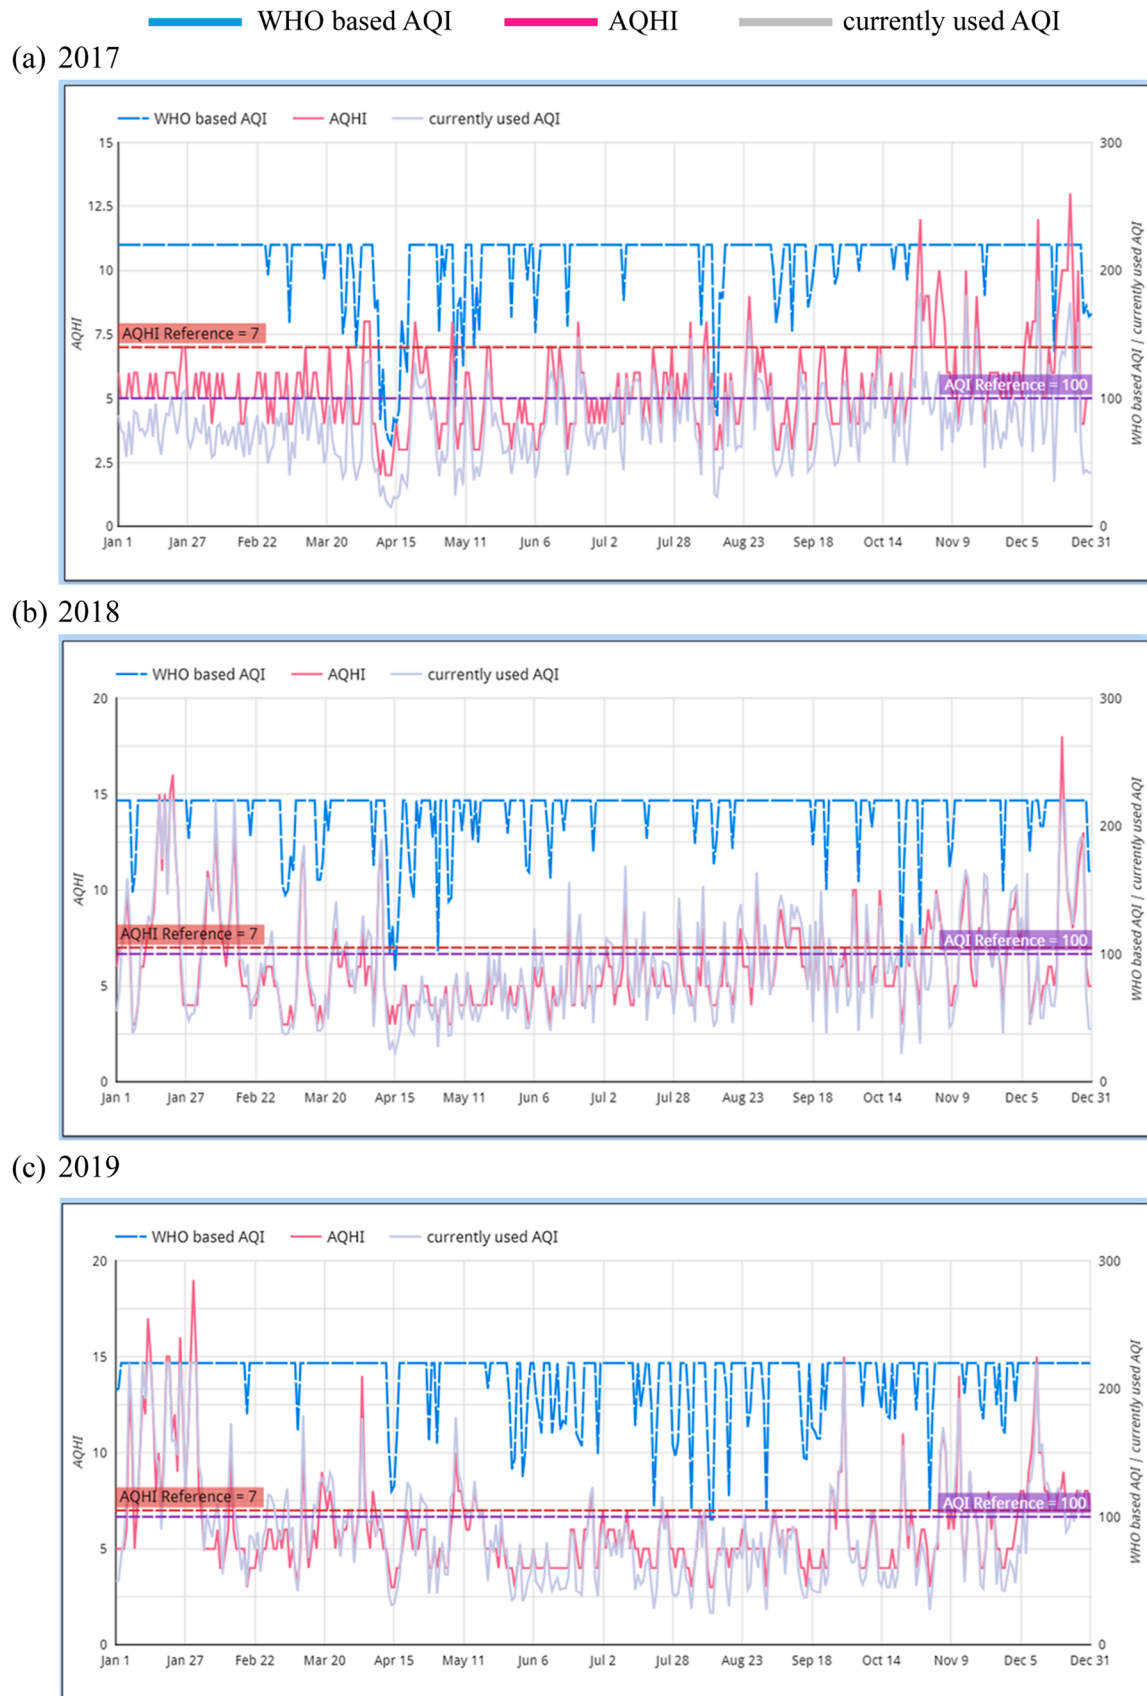 WHO based AQI AQHI currently used AQI
(a) 2017
WHO based AQI AQHI currently used AQI
15 300
12.5
10 200
7.5
AQHI Reference = 7
AQI Reference = 100
5 100
2.5
0 0
AQHI
WHO based AQI | currently used AQI
Jan 1 Jan 27 Feb 22 Mar 20 Apr 15 May 11 Jun 6 Jul 2 Jul 28 Aug 23 Sep 18 Oct 14 Nov 9 Dec 5 Dec 31
(b) 2018
WHO based AQI AQHI currently used AQI
20 300
15
200
10
AQHI Reference = 7
AQI Reference = 100
100
5
0 0
AQHI
WHO based AQI | currently used AQI
Jan 1 Jan 27 Feb 22 Mar 20 Apr 15 May 11 Jun 6 Jul 2 Jul 28 Aug 23 Sep 18 Oct 14 Nov 9 Dec 5 Dec 31
(c) 2019
WHO based AQI AQHI currently used AQI
20 300
15
200
10
AQHI Reference = 7
AQI Reference = 100
100
5
0 0
AQHI
WHO based AQI | currently used AQI
Jan 1 Jan 27 Feb 22 Mar 20 Apr 15 May 11 Jun 6 Jul 2 Jul 28 Aug 23 Sep 18 Oct 14 Nov 9 Dec 5 Dec 31